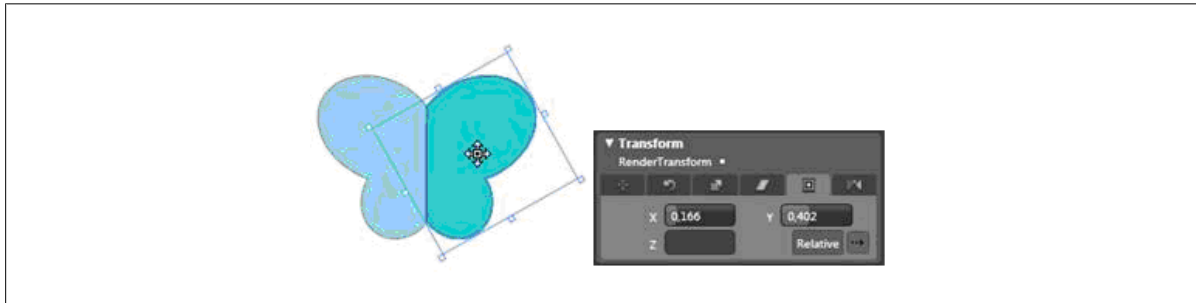 Transform
RenderTransform
X 0,166 Y 0,402
Z
Relative